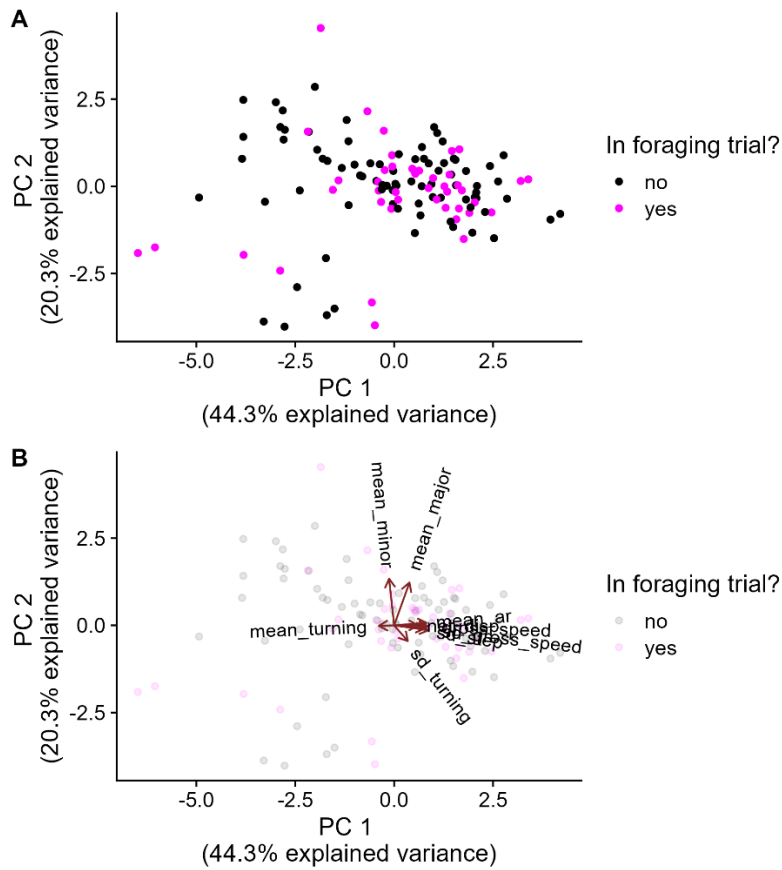 A
2.5
0.0
-2.5
PC 2
(20.3% explained variance)
-5.0
-2.5
0.0
2.5
PC 1
(44.3% explained variance)
In foraging trial?
no
yes
B
mean_minor
mean_major
mean_turning
mean_ar
sd_turning
2.5
0.0
-2.5
PC 2
(20.3% explained variance)
-5.0
-2.5
0.0
2.5
PC 1
(44.3% explained variance)
In foraging trial?
no
yes